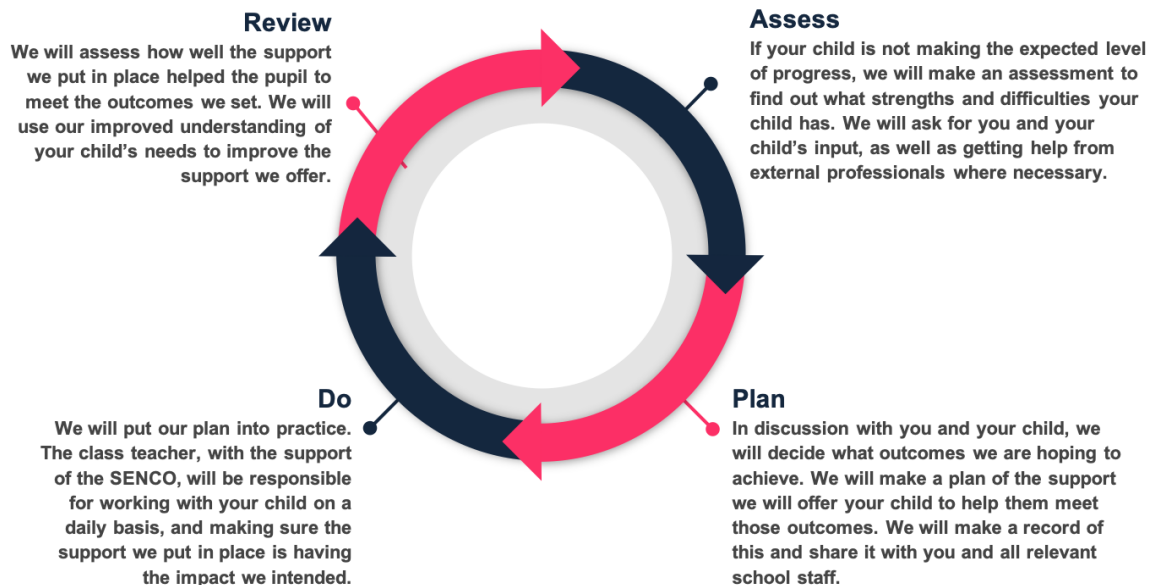 Review
We will assess how well the support
we put in place helped the pupil to
meet the outcomes we set. We will
use our improved understanding of
your child’s needs to improve the
support we offer.
Assess
If your child is not making the expected level
of progress, we will make an assessment to
find out what strengths and difficulties your
child has. We will ask for you and your
child’s input, as well as getting help from
external professionals where necessary.
Do
We will put our plan into practice.
The class teacher, with the support
of the SENCO, will be responsible
for working with your child on a
daily basis, and making sure the
support we put in place is having
the impact we intended.
Plan
In discussion with you and your child, we
will decide what outcomes we are hoping to
achieve. We will make a plan of the support
we will offer your child to help them meet
those outcomes. We will make a record of
this and share it with you and all relevant
school staff.